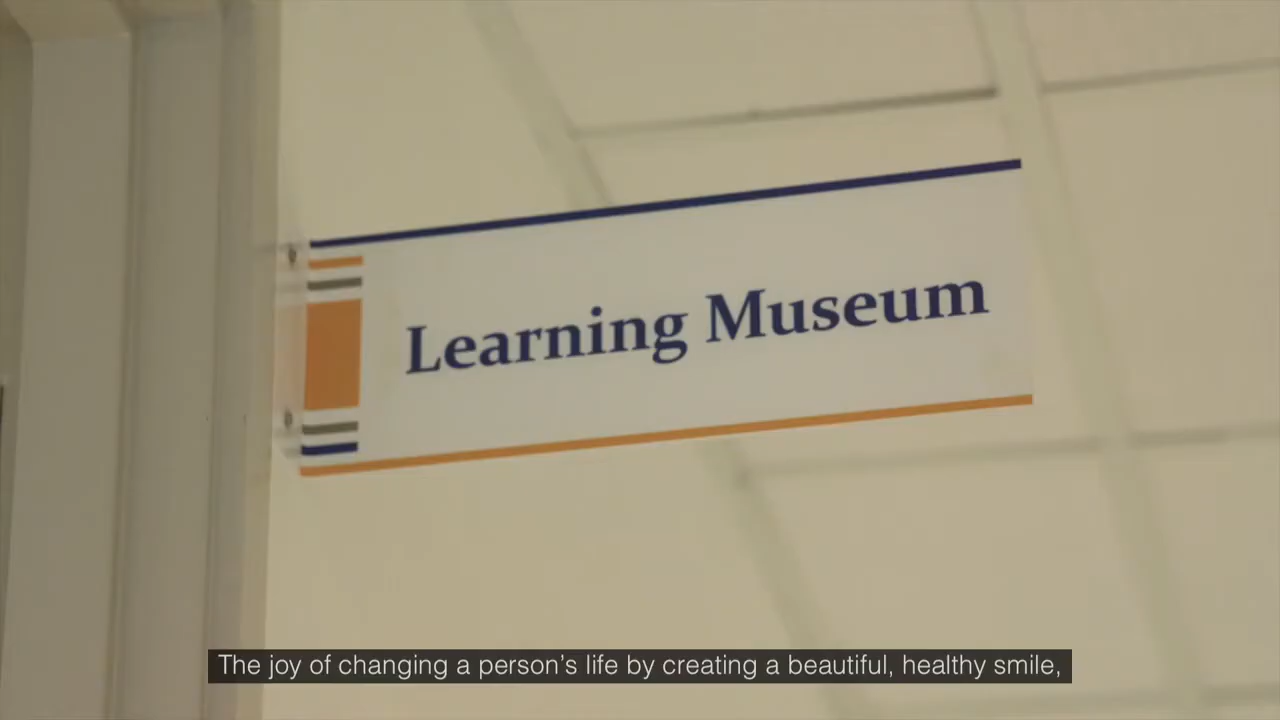 Learning Museum
The joy of changing a person's life by creating a beautiful, healthy smile,